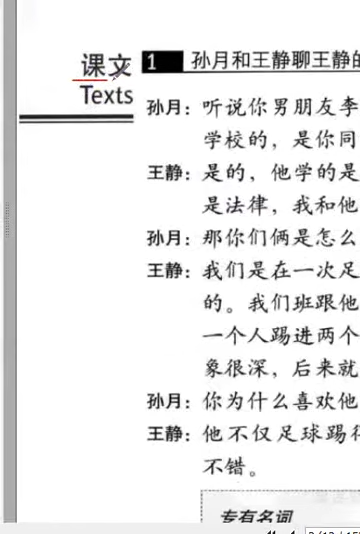 课文
Texts
1 孙月和王静聊王静的
孙月：听说你男朋友李
学校的，是你同
王静：是的，他学的是
是法律，我和他
孙月：那你们俩是怎么
王静：我们是在一次足
的。我们班跟他
一个人踢进两个
象很深，后来就
孙月：你为什么喜欢他
王静：他不仅足球踢得
不错。
专有名词